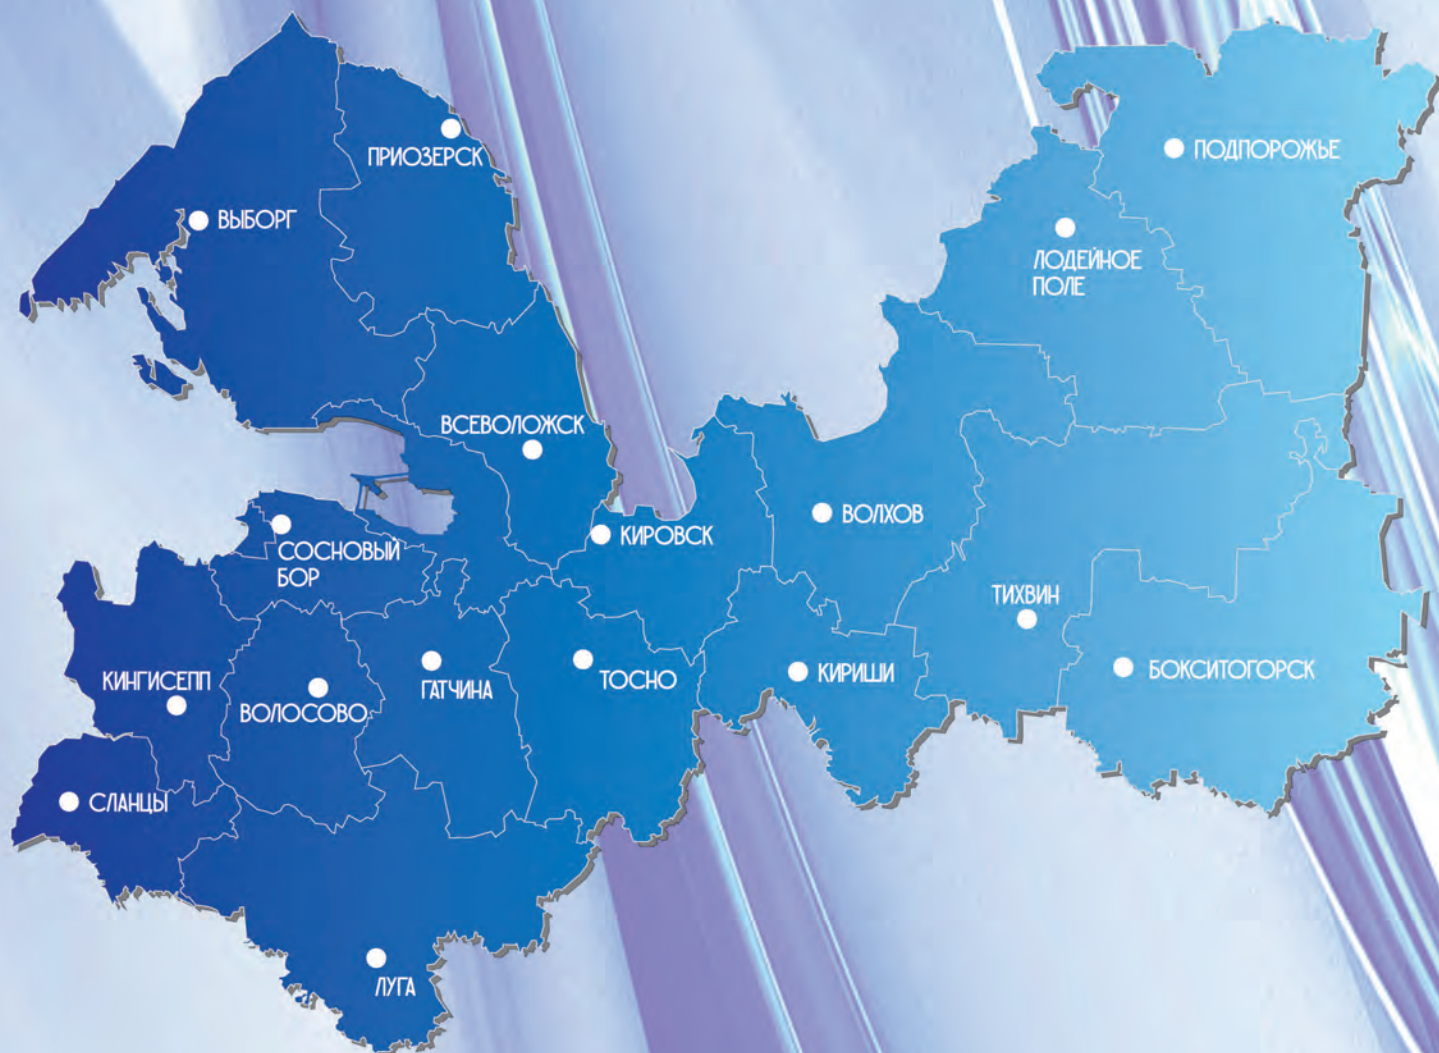 ПРИОЗЕРСК
ПОДПОРОЖЬЕ
ВЫБОРГ
ЛОДЕЙНОЕ
ПОЛЕ
ВСЕВОЛОЖСК
ВОЛХОВ
КИРОВСК
СОСНОВЫЙ
БОР
ТИХВИН
КИНГИСЕПП
ВОЛОСОВО
ГАТЧИНА
ТОСНО
КИРИШИ
БОКСИТОГОРСК
СЛАНЦЫ
ЛУГА